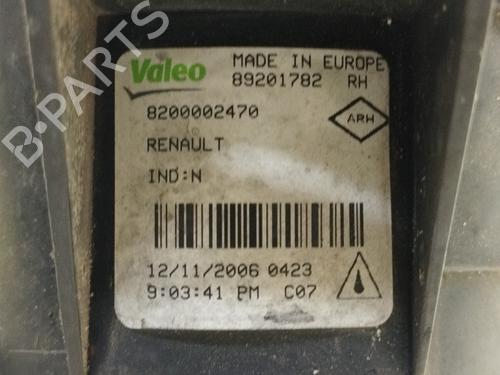 Valeo
MADE IN EUROPE
89201782 RH
8200002470
ARH
RENAULT
IND:N
12/11/2006 0423
9:03:41 PM C07
B-Parts